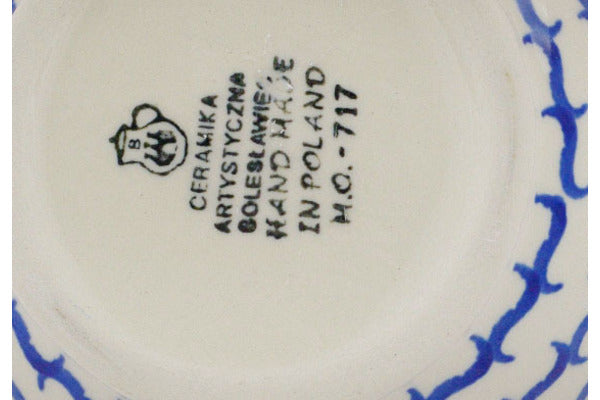 B
CERAMIKA
ARTYSTYCZNA
BOLESŁAWIEC
HAND MADE
IN POLAND
M.O.-717